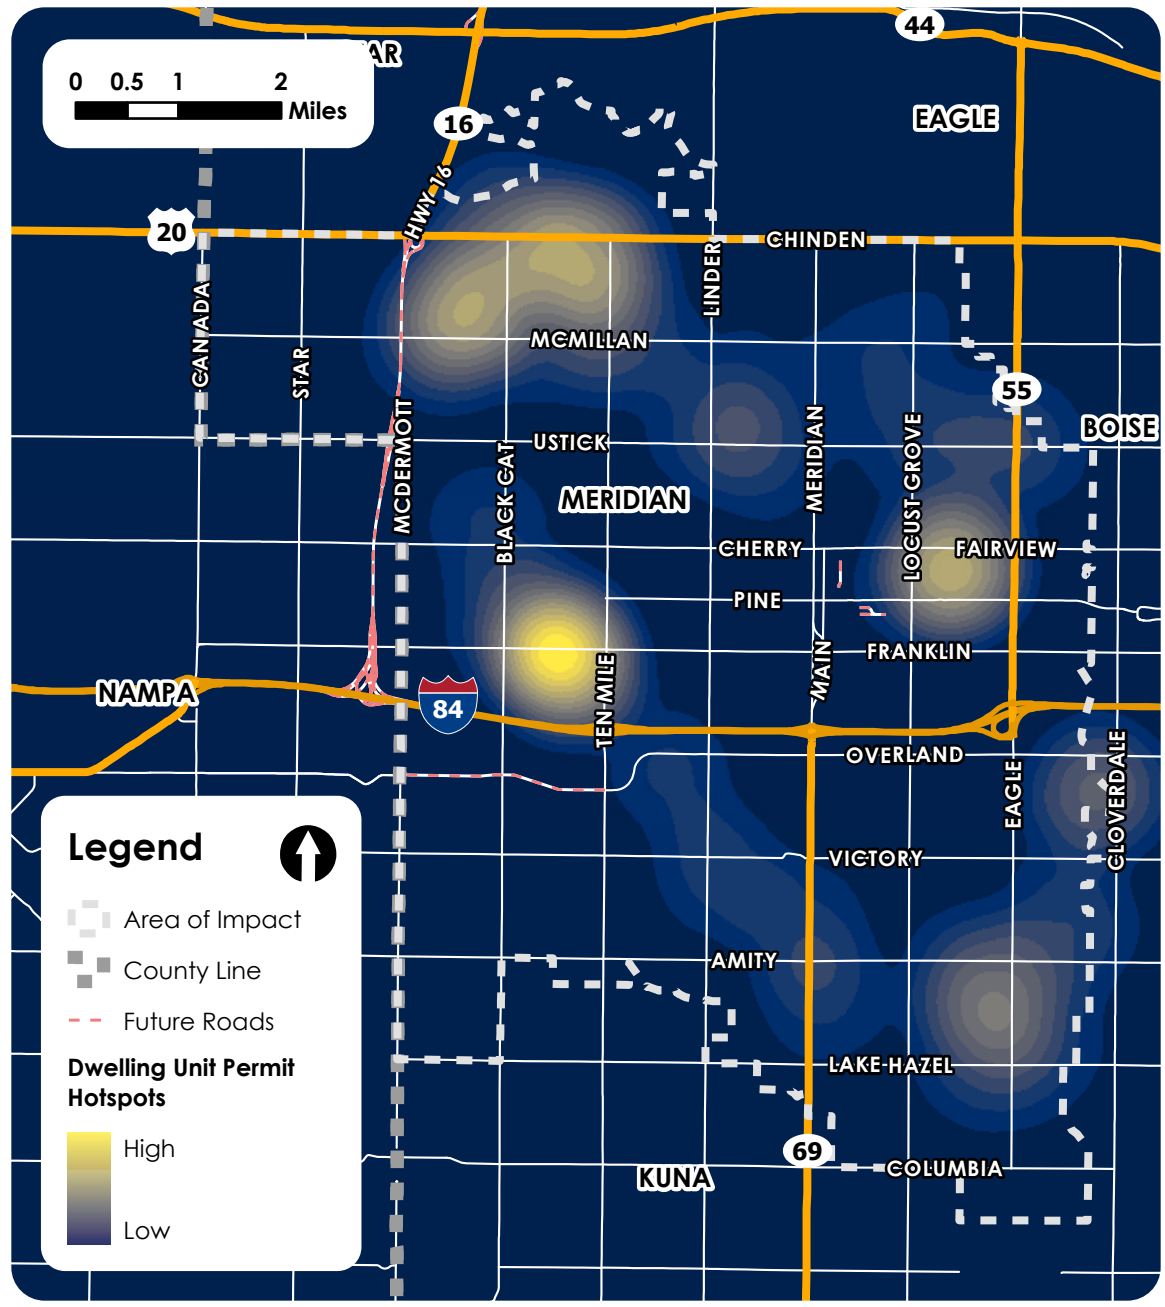 44
AR
0 0.5 1 2
Miles
EAGLE
16
HWY 16
20
CHINDEN
LINDER
CANADA
STAR
MCMILLAN
55
MCDERMOTT
USTICK
BLACK CAT
MERIDIAN
LOCUST GROVE
BOISE
MERIDIAN
CHERRY
FAIRVIEW
PINE
MAIN
FRANKLIN
TEN MILE
NAMPA
84
OVERLAND
EAGLE
CLOVERDALE
VICTORY
AMITY
LAKE HAZEL
69
KUNA
COLUMBIA
Legend
Area of Impact
County Line
Future Roads
Dwelling Unit Permit
Hotspots
High
Low